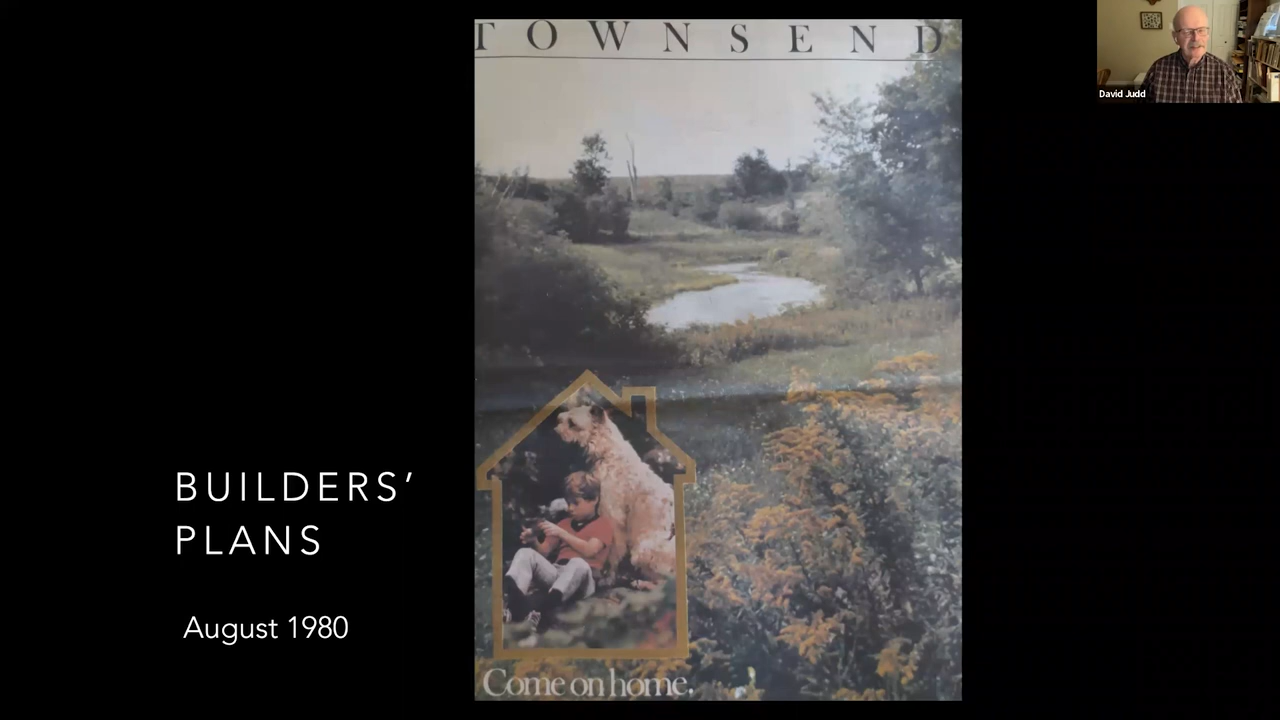 TOWNSEND
David Judd
BUILDERS’
PLANS
August 1980
Come on home.